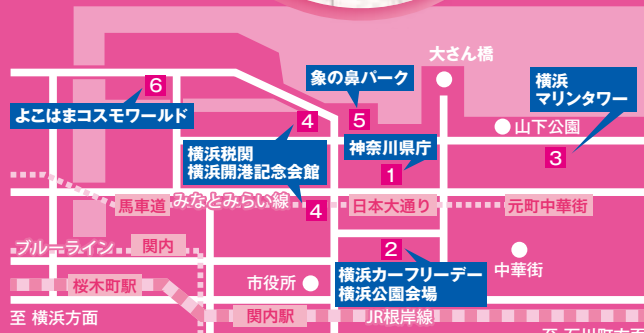 大さん橋
象の鼻パーク
横浜
マリンタワー
6
よこはまコスモワールド
4
5
山下公園
横浜税関
横浜開港記念会館
神奈川県庁
3
1
馬車道
みなとみらい線
4
日本大通り
元町中華街
ブルーライン
関内
2
横浜カーフリーデー
横浜公園会場
中華街
桜木町駅
市役所
至 横浜方面
関内駅
JR根岸線